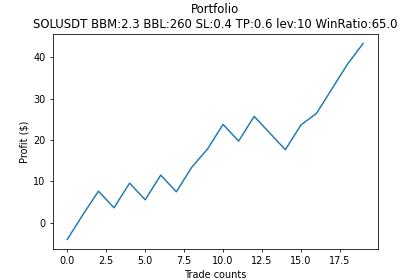 Portfolio
SOLUSDT BBM:2.3 BBL:260 SL:0.4 TP:0.6 lev:10 WinRatio:65.0
Profit ($)
40
30
20
10
0
0.0 2.5 5.0 7.5 10.0 12.5 15.0 17.5
Trade counts